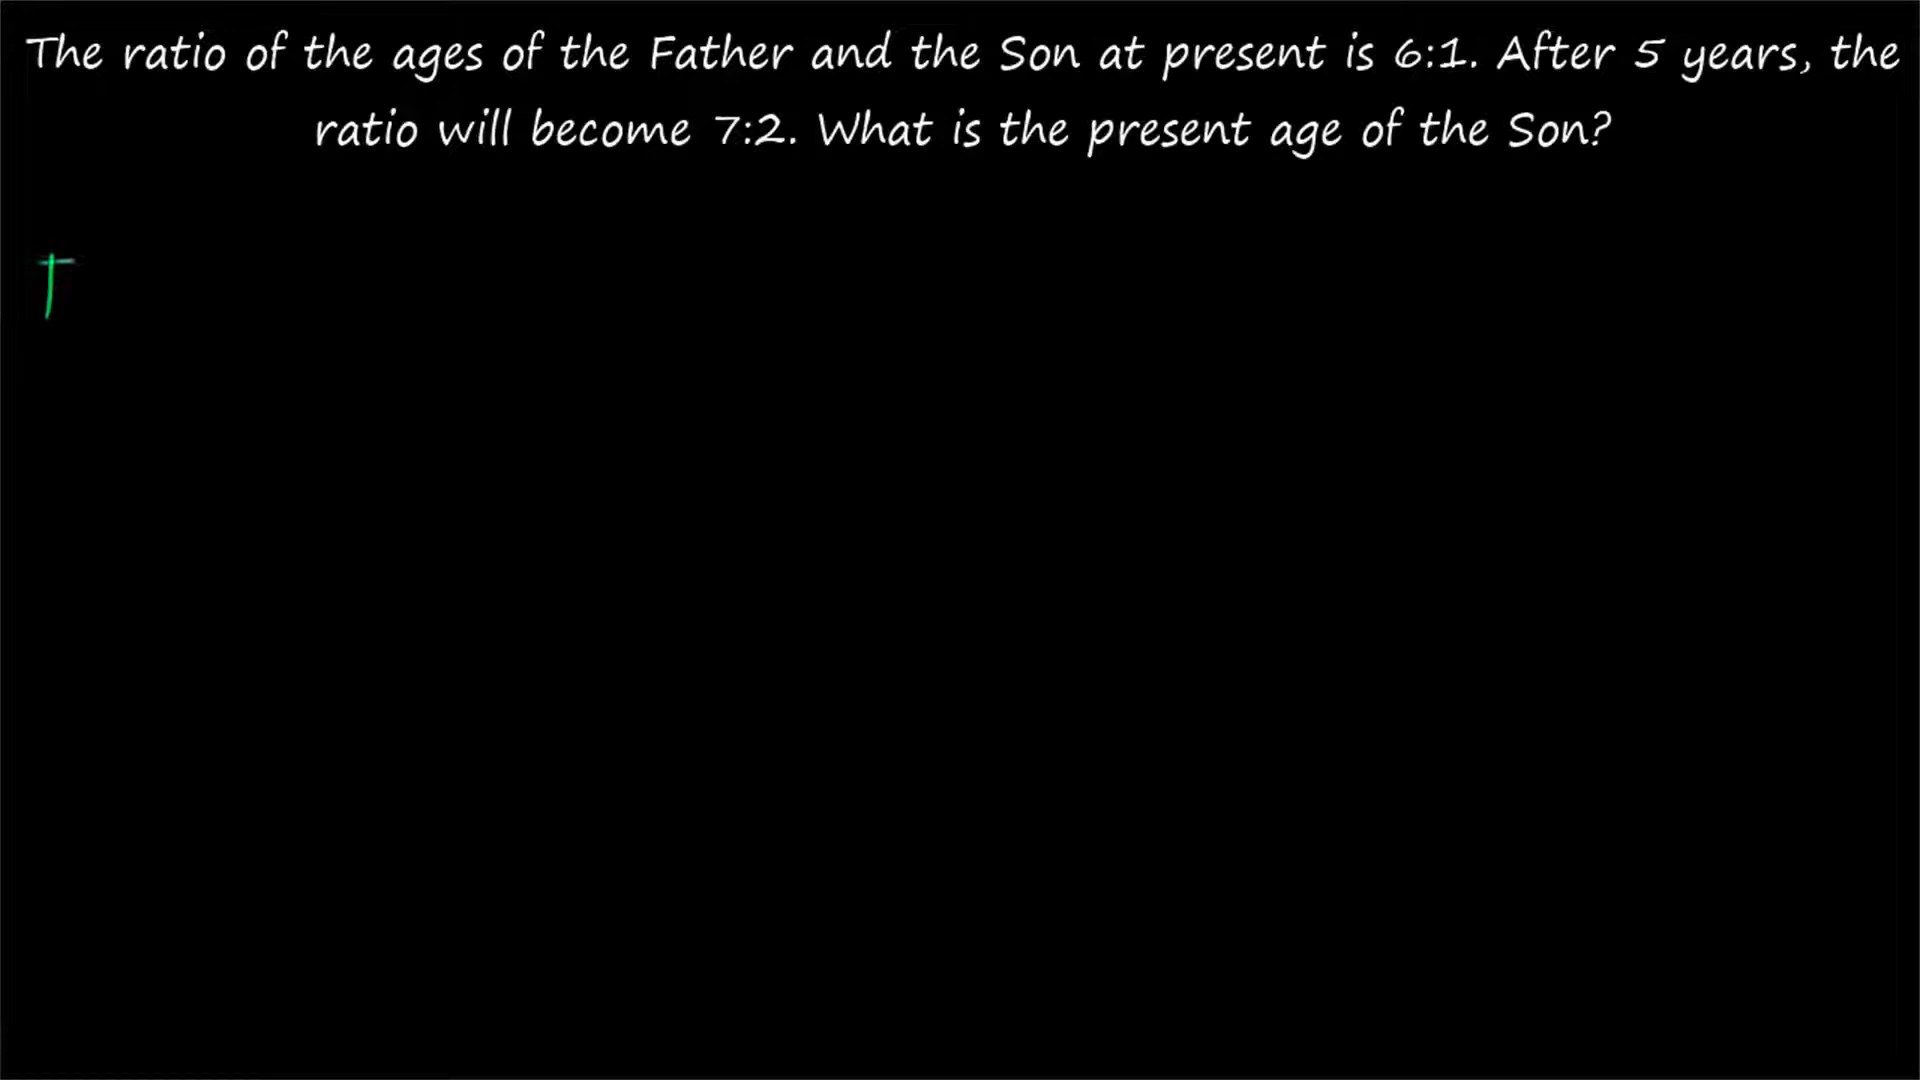 The ratio of the ages of the Father and the Son at present is 6:1. After 5 years, the
ratio will become 7:2. What is the present age of the Son?